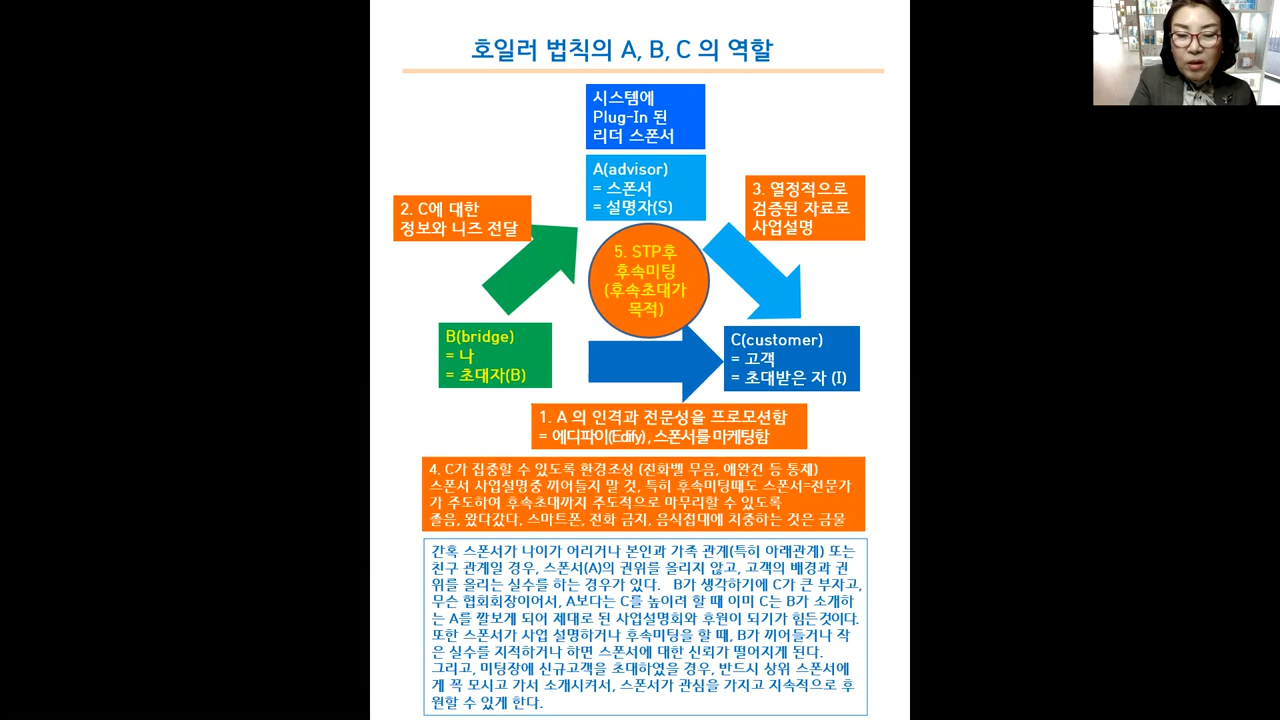 호일러 법칙의 A, B, C 의 역할
시스템에
Plug-In 된
리더 스폰서
A(advisor)
= 스폰서
= 설명자(S)
2. C에 대한
정보와 니즈 전달
3. 열정적으로
검증된 자료로
사업설명
5. STP후
후속미팅
(후속초대가
목적)
B(bridge)
= 나
= 초대자(B)
C(customer)
= 고객
= 초대받은 자 (I)
1. A 의 인격과 전문성을 프로모션함
= 에디파이(Edify) , 스폰서를 마케팅함
4. C가 집중할 수 있도록 환경조성 (전화벨 무음, 애완견 등 통제)
스폰서 사업설명중 끼어들지 말 것, 특히 후속미팅때도 스폰서=전문가
가 주도하여 후속초대까지 주도적으로 마무리할 수 있도록
졸음, 왔다갔다, 스마트폰, 전화 금지, 음식접대에 치중하는 것은 금물
간혹 스폰서가 나이가 어리거나 본인과 가족 관계(특히 아래관계) 또는
친구 관계일 경우, 스폰서(A)의 권위를 올리지 않고, 고객의 배경과 권
위를 올리는 실수를 하는 경우가 있다. B가 생각하기에 C가 큰 부자고,
무슨 협회회장이어서, A보다는 C를 높이려 할 때 이미 C는 B가 소개하
는 A를 깔보게 되어 제대로 된 사업설명회와 후원이 되기가 힘든것이다.
또한 스폰서가 사업 설명하거나 후속미팅을 할 때, B가 끼어들거나 작
은 실수를 지적하거나 하면 스폰서에 대한 신뢰가 떨어지게 된다.
그리고, 미팅장에 신규고객을 초대하였을 경우, 반드시 상위 스폰서에
게 꼭 모시고 가서 소개시켜서, 스폰서가 관심을 가지고 지속적으로 후
원할 수 있게 한다.